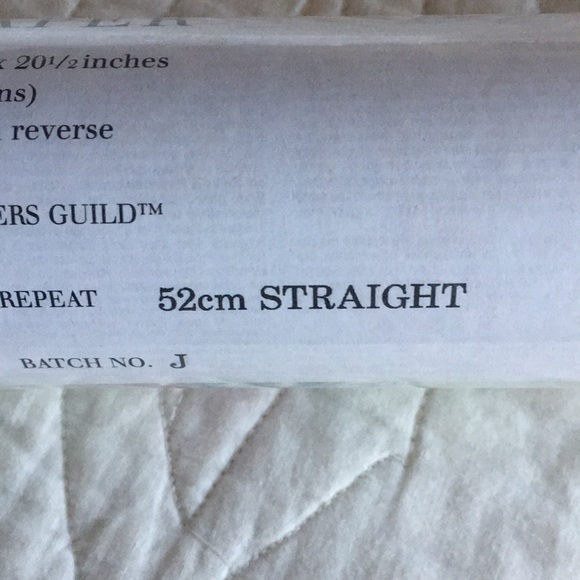 x 20½ inches
ns)
reverse
ERS GUILD™
REPEAT 52cm STRAIGHT
BATCH NO. J